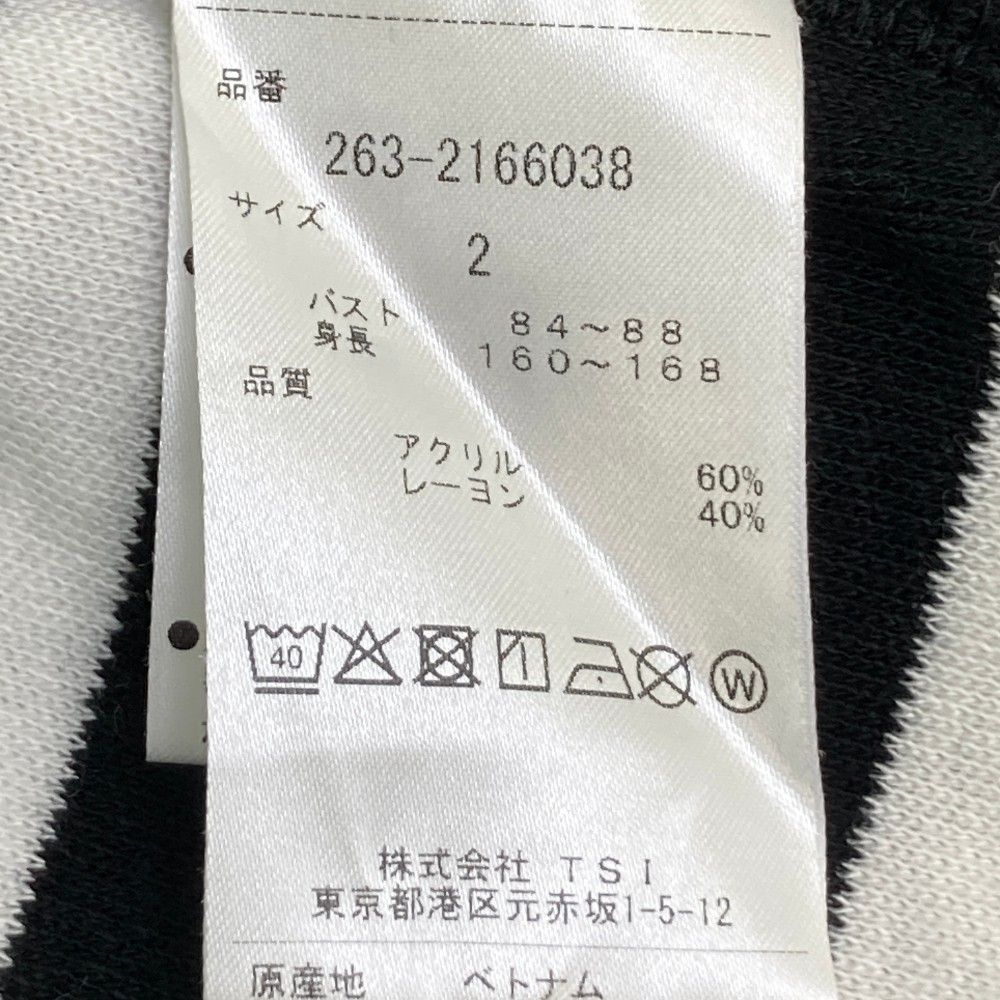 品番
263-2166038
サイズ
2
バスト 84～88
身長 160～168
品質
アクリル 60%
レーヨン 40%
40
W
株式会社 TSI
東京都港区元赤坂1-5-12
原産地 ベトナム